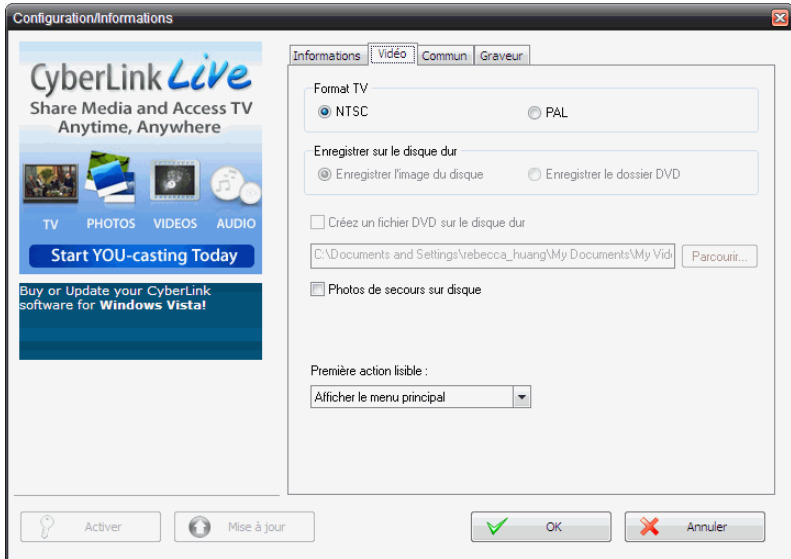 Configuration/Informations
CyberLink Live
Share Media and Access TV
Anytime, Anywhere
TV PHOTOS VIDEOS AUDIO
Start YOU-casting Today
Buy or Update your CyberLink
software for Windows Vista!
Informations Vidéo Commun Graveur
Format TV
NTSC PAL
Enregistrer sur le disque dur
Enregistrer l'image du disque Enregistrer le dossier DVD
Créez un fichier DVD sur le disque dur
C:\Documents and Settings\rebecca_huang\My Documents\My Vid Parcourir...
Photos de secours sur disque
Première action lisible :
Afficher le menu principal
Activer Mise à jour OK Annuler